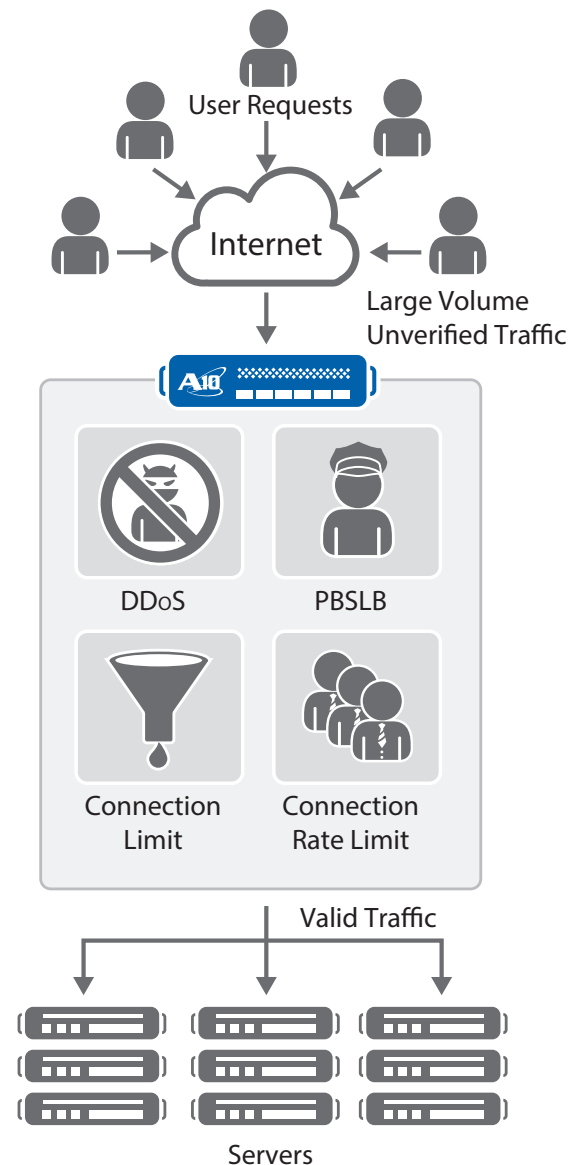 User Requests
Internet
Large Volume
Unverified Traffic
A10
DDoS
PBSLB
Connection
Limit
Connection
Rate Limit
Valid Traffic
Servers